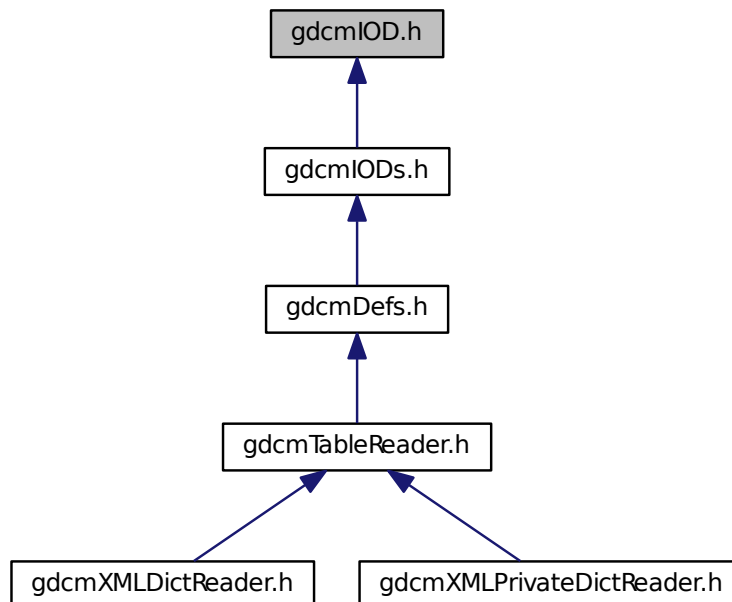 gdcmIOD.h
gdcmIODs.h
gdcmDefs.h
gdcmTableReader.h
gdcmXMLDictReader.h
gdcmXMLPrivateDictReader.h